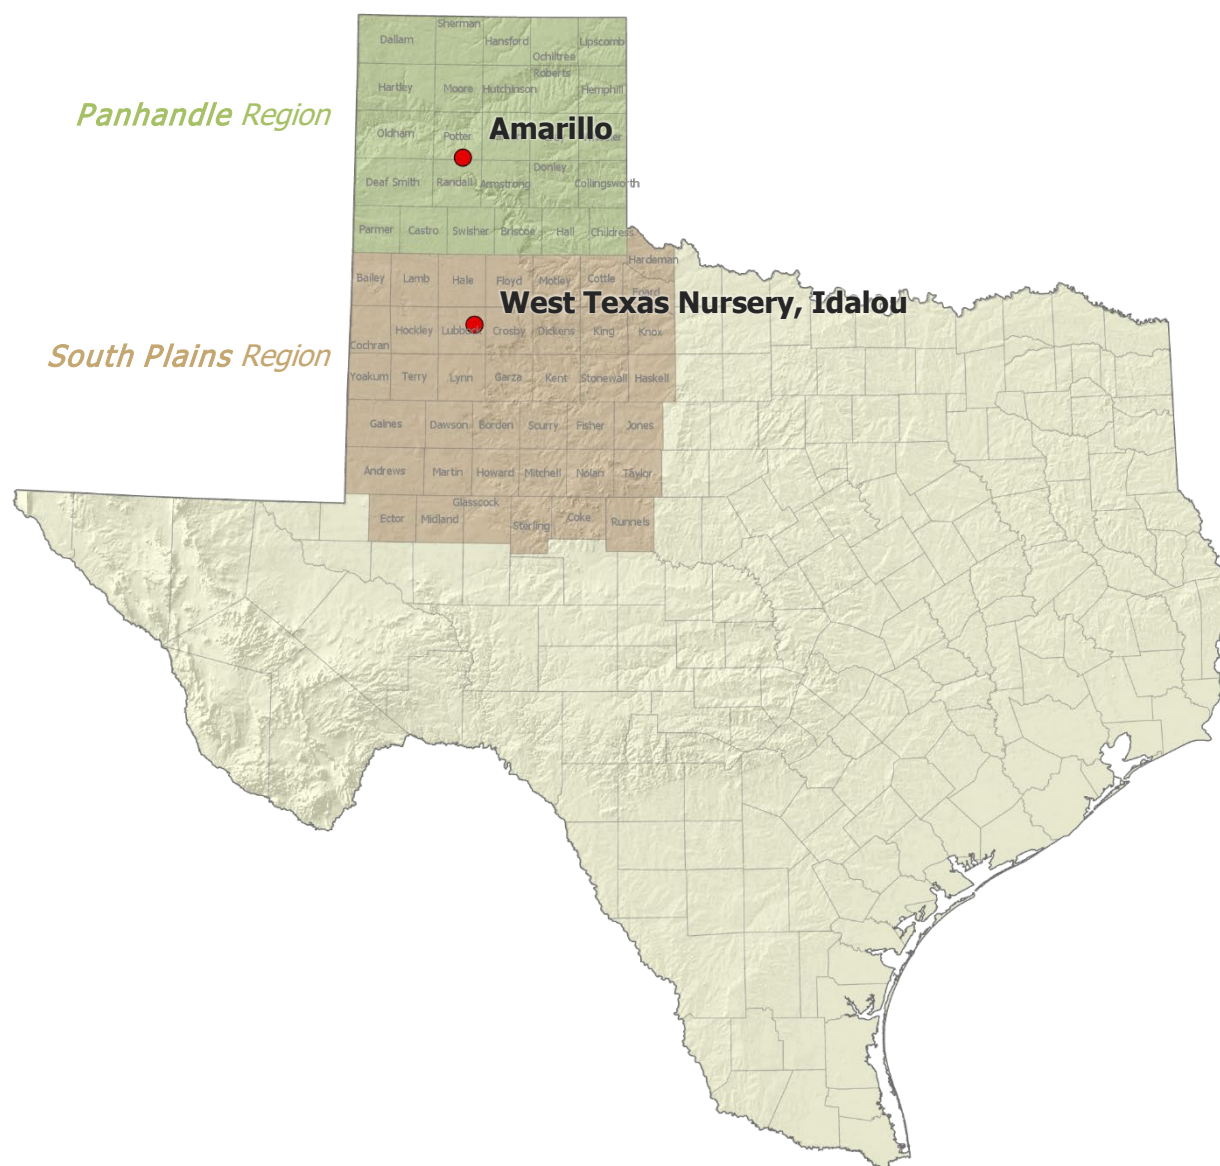 Sherman
Dallam
Hansford
Lipscomb
Ochiltree
Roberts
Hartley
Moore
Hutchinson
Hemphill
Panhandle Region
Amarillo
Oldham
Potter
Donley
Deaf Smith
Randall
Armstrong
Collingsworth
Parmer
Castro
Swisher
Briscoe
Hall
Childress
Hardeman
Bailey
Lamb
Hale
Floyd
Motley
Cottle
Foard
West Texas Nursery, Idalou
Hockley
Lubbock
Crosby
Dickens
King
Knox
Cochran
South Plains Region
Yoakum
Terry
Lynn
Garza
Kent
Stonewall
Haskell
Gaines
Dawson
Borden
Scurry
Fisher
Jones
Andrews
Martin
Howard
Mitchell
Nolan
Taylor
Glasscock
Ector
Midland
Sterling
Coke
Runnels